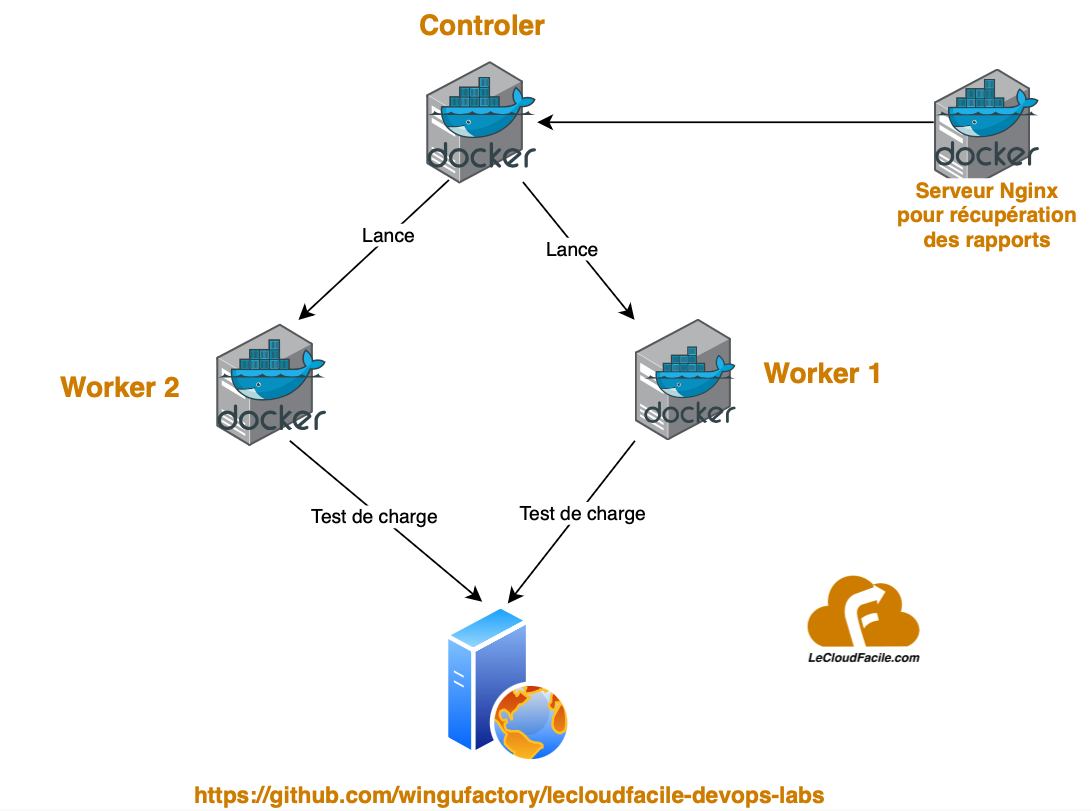 Controler
docker
docker
Serveur Nginx
pour récupération
des rapports
Lance
Lance
Worker 2
docker
docker
Worker 1
Test de charge
Test de charge
LeCloudFacile.com
https://github.com/wingufactory/lecloudfacile-devops-labs